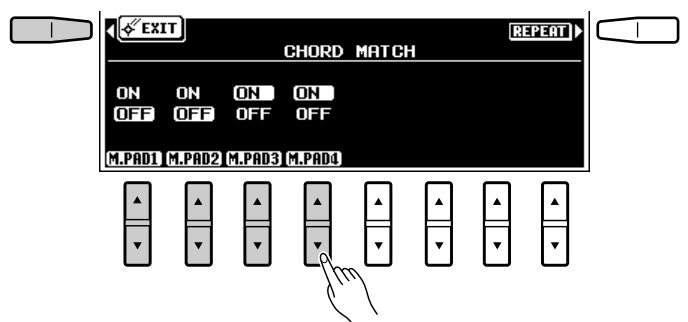 EXIT REPEAT
CHORD MATCH
ON ON ON ON
OFF OFF OFF OFF
M.PAD1 M.PAD2 M.PAD3 M.PAD4